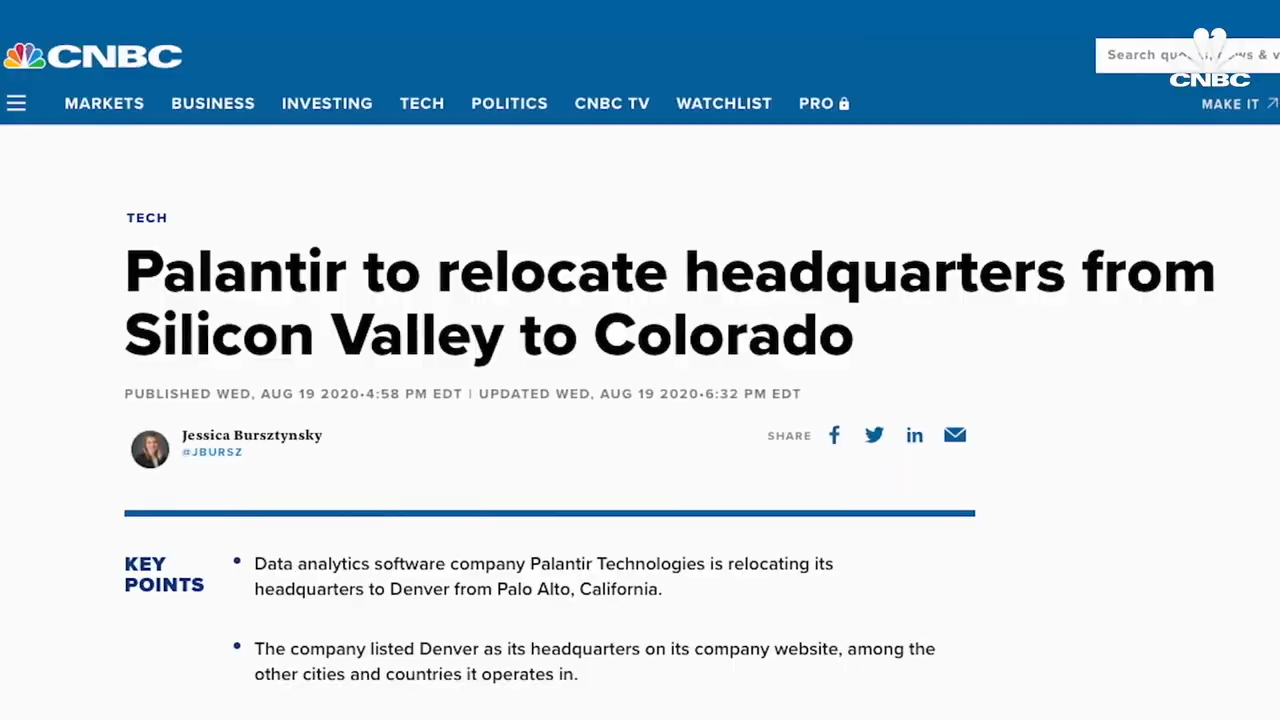 CNBC
Search
CNBC
MARKETS BUSINESS INVESTING TECH POLITICS CNBC TV WATCHLIST PRO MAKE IT
TECH
Palantir to relocate headquarters from
Silicon Valley to Colorado
PUBLISHED WED, AUG 19 2020•4:58 PM EDT | UPDATED WED, AUG 19 2020•6:32 PM EDT
Jessica Bursztynsky
@JBURSZ
SHARE f in
KEY
POINTS
• Data analytics software company Palantir Technologies is relocating its
headquarters to Denver from Palo Alto, California.
• The company listed Denver as its headquarters on its company website, among the
other cities and countries it operates in.